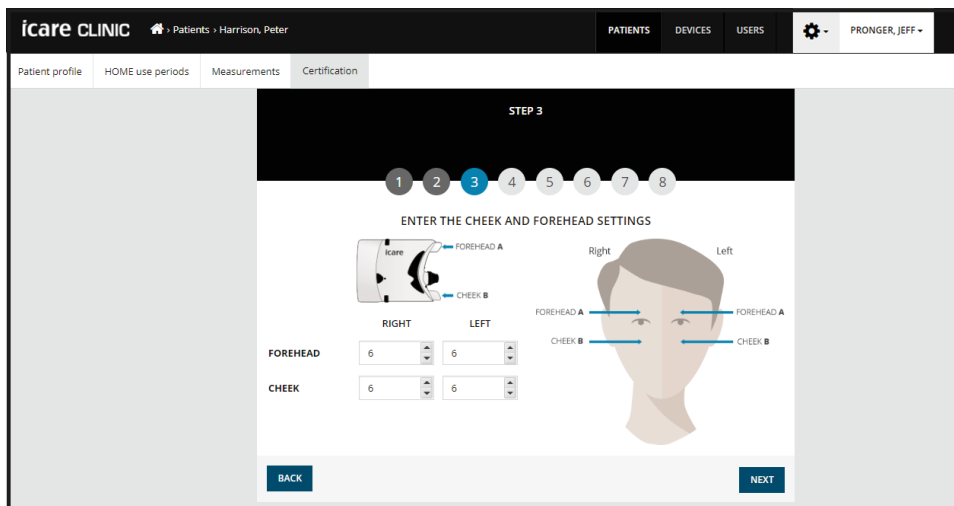 icare CLINIC › Patients › Harrison, Peter PATIENTS DEVICES USERS PRONGER, JEFF
Patient profile HOME use periods Measurements Certification
STEP 3
1 2 3 4 5 6 7 8
ENTER THE CHEEK AND FOREHEAD SETTINGS
icare
FOREHEAD A
CHEEK B
Right Left
FOREHEAD A FOREHEAD A
CHEEK B CHEEK B
RIGHT LEFT
FOREHEAD 6 6
CHEEK 6 6
BACK NEXT